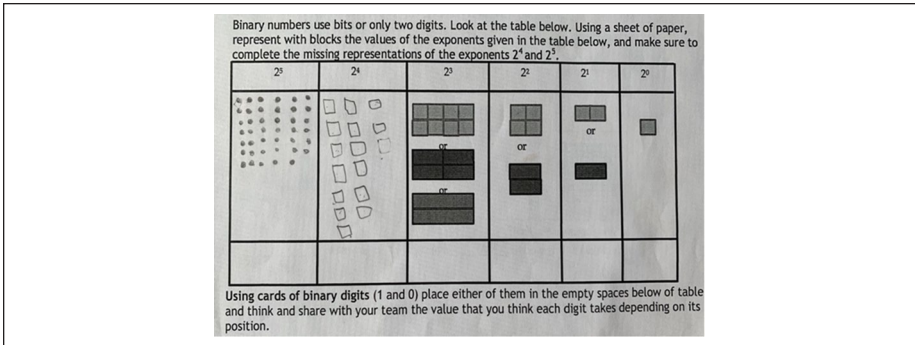 Binary numbers use bits or only two digits. Look at the table below. Using a sheet of paper,
represent with blocks the values of the exponents given in the table below, and make sure to
complete the missing representations of the exponents 2⁴ and 2⁵.
2⁵ 2⁴ 2³ 2² 2¹ 2⁰
or or or
or
Using cards of binary digits (1 and 0) place either of them in the empty spaces below of table
and think and share with your team the value that you think each digit takes depending on its
position.